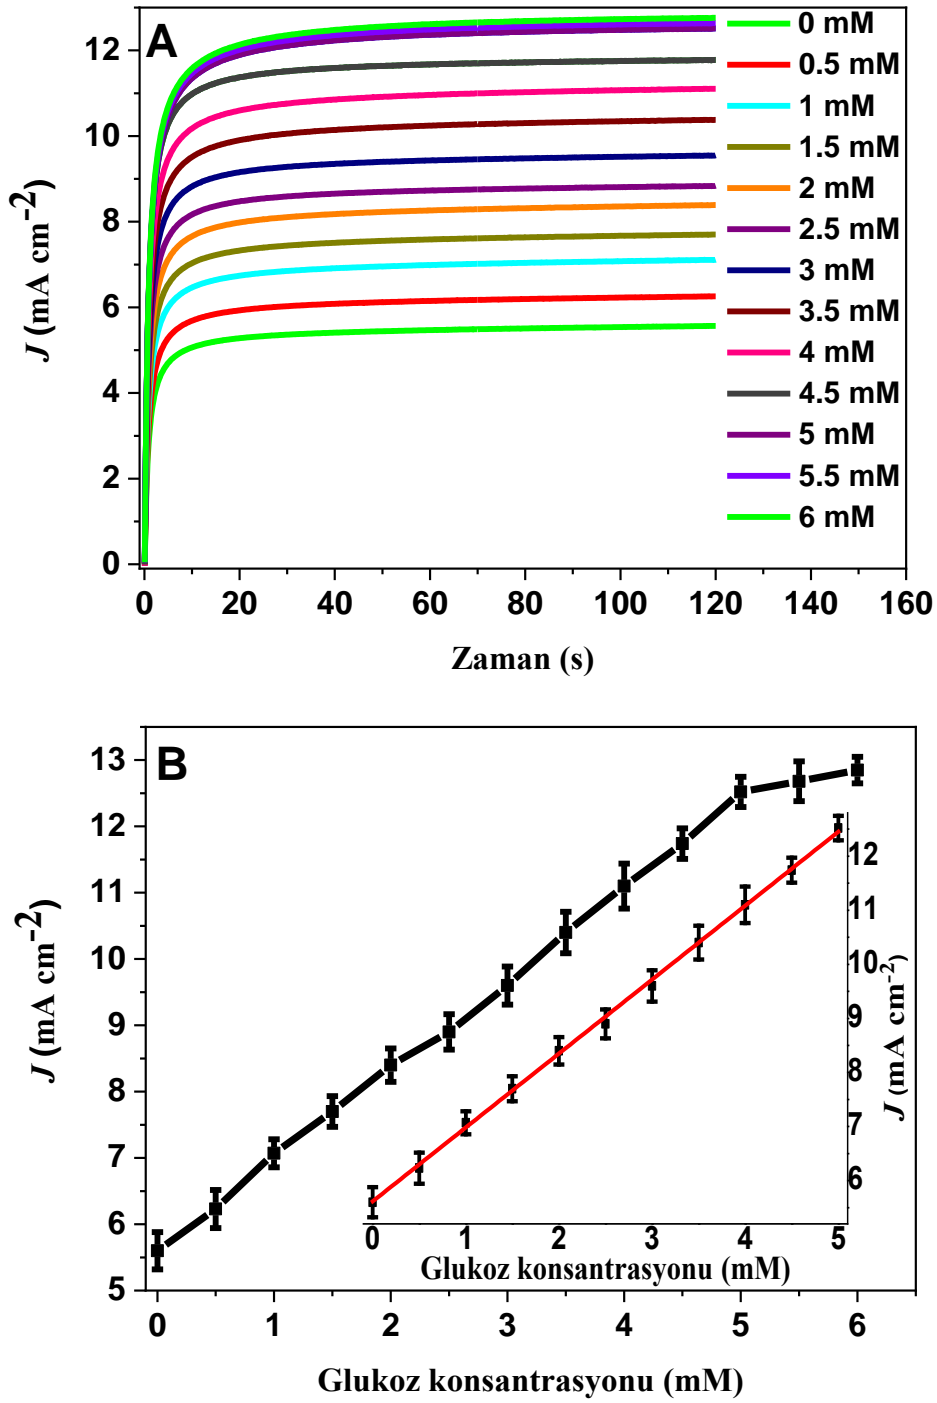 A
12
10
8
6
4
2
0
J (mA cm-2)
0 20 40 60 80 100 120 140 160
Zaman (s)
0 mM
0.5 mM
1 mM
1.5 mM
2 mM
2.5 mM
3 mM
3.5 mM
4 mM
4.5 mM
5 mM
5.5 mM
6 mM
B
13
12
11
10
9
8
7
6
5
J (mA cm-2)
0 1 2 3 4 5 6
Glukoz konsantrasyonu (mM)
12
11
10
9
8
7
6
J (mA cm-2)
0 1 2 3 4 5
Glukoz konsantrasyonu (mM)